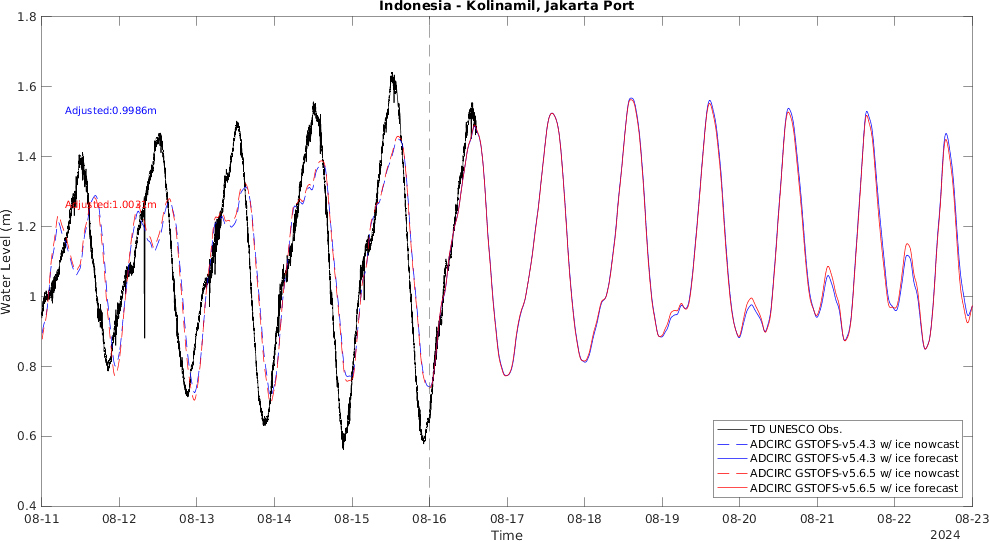 Indonesia - Kolinamil, Jakarta Port
1.8
1.6
1.4
1.2
1
0.8
0.6
0.4
Water Level (m)
Adjusted:0.9986m
Adjusted:1.0032m
TD UNESCO Obs.
ADCIRC GSTOFS-v5.4.3 w/ ice nowcast
ADCIRC GSTOFS-v5.4.3 w/ ice forecast
ADCIRC GSTOFS-v5.6.5 w/ ice nowcast
ADCIRC GSTOFS-v5.6.5 w/ ice forecast
08-11 08-12 08-13 08-14 08-15 08-16 08-17 08-18 08-19 08-20 08-21 08-22 08-23
Time
2024